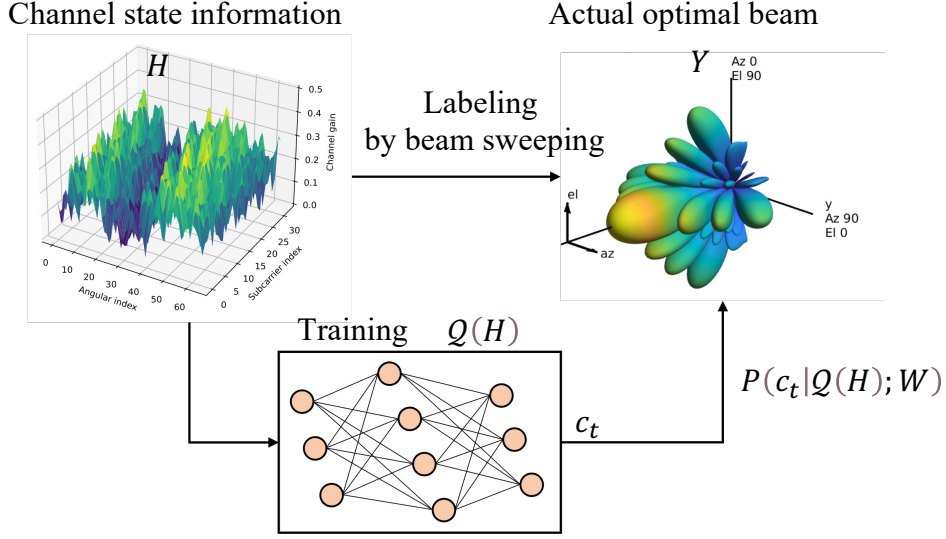 Channel state information
Actual optimal beam
H
0.5
0.4
0.3
0.2
0.1
0.0
Channel gain
0
10
20
30
40
50
60
Angular index
0
5
10
15
20
25
30
Subcarrier index
Labeling
by beam sweeping
Y
Az 0
El 90
el
az
y
Az 90
El 0
Training
Q(H)
c_t
P(c_t|Q(H);W)